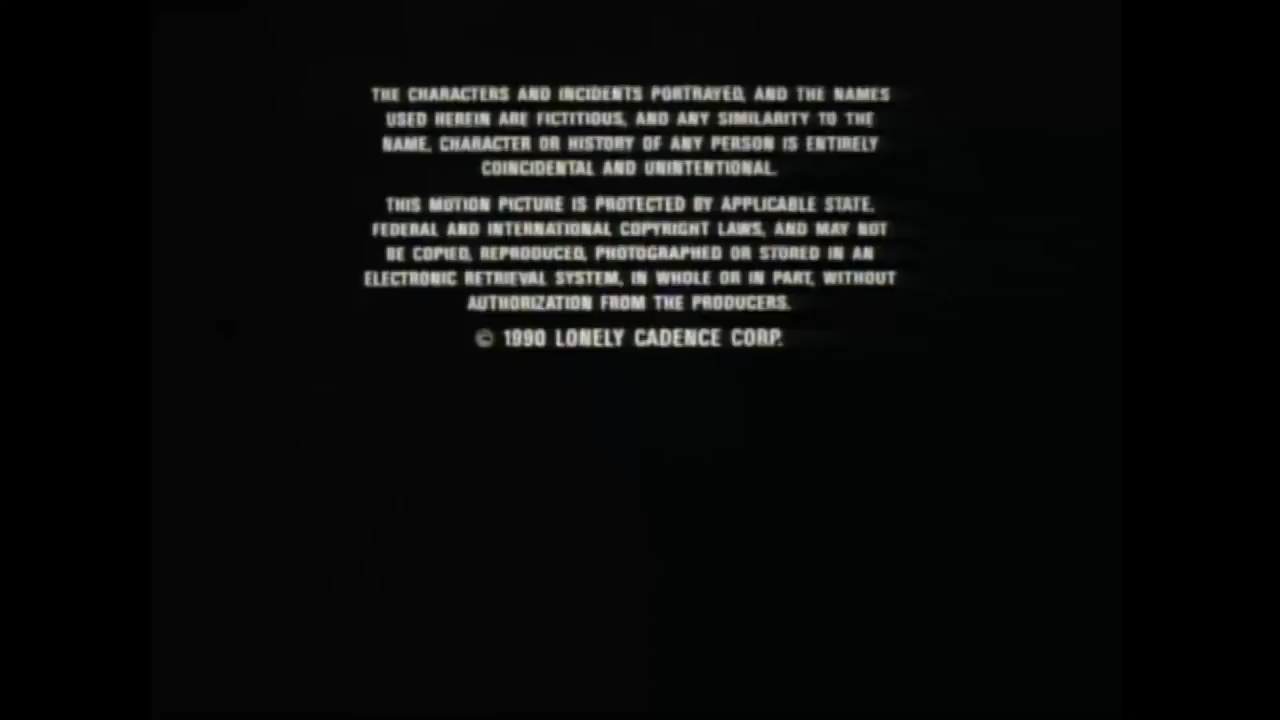 THE CHARACTERS AND INCIDENTS PORTRAYED, AND THE NAMES
USED HEREIN ARE FICTITIOUS, AND ANY SIMILARITY TO THE
NAME, CHARACTER OR HISTORY OF ANY PERSON IS ENTIRELY
COINCIDENTAL AND UNINTENTIONAL.
THIS MOTION PICTURE IS PROTECTED BY APPLICABLE STATE,
FEDERAL AND INTERNATIONAL COPYRIGHT LAWS, AND MAY NOT
BE COPIED, REPRODUCED, PHOTOGRAPHED OR STORED IN AN
ELECTRONIC RETRIEVAL SYSTEM, IN WHOLE OR IN PART, WITHOUT
AUTHORIZATION FROM THE PRODUCERS.
© 1990 LONELY CADENCE CORP.